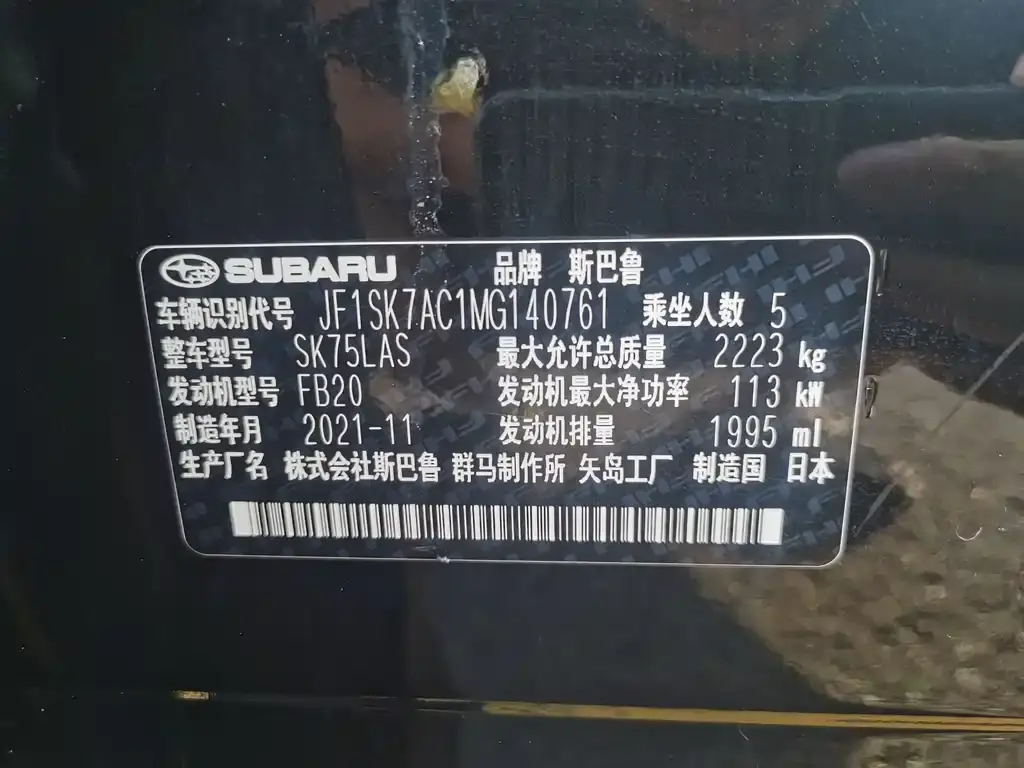 SUBARU 品牌 斯巴鲁
车辆识别代号 JF1SK7AC1MG140761 乘坐人数 5
整车型号 SK75LAS 最大允许总质量 2223 kg
发动机型号 FB20 发动机最大净功率 113 kW
制造年月 2021-11 发动机排量 1995 ml
生产厂名 株式会社斯巴鲁 群马制作所 矢岛工厂 制造国 日本